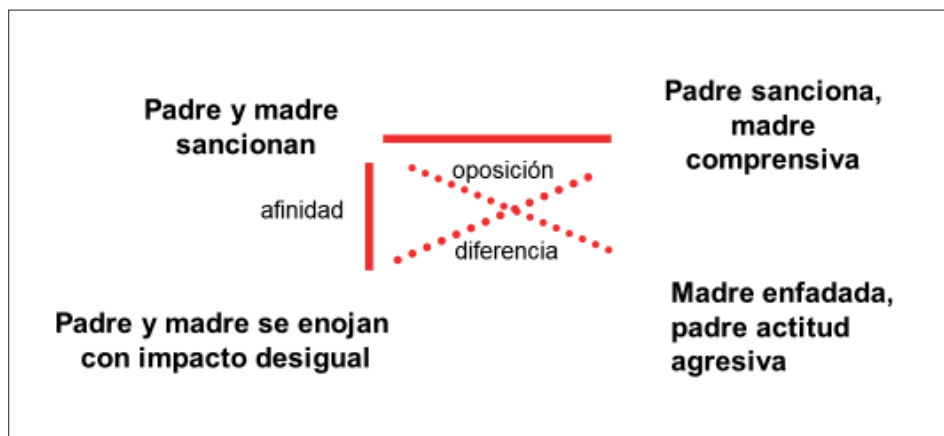 Padre y madre
sancionan
Padre sanciona,
madre
comprensiva
oposición
afinidad
diferencia
Padre y madre se enojan
con impacto desigual
Madre enfadada,
padre actitud
agresiva